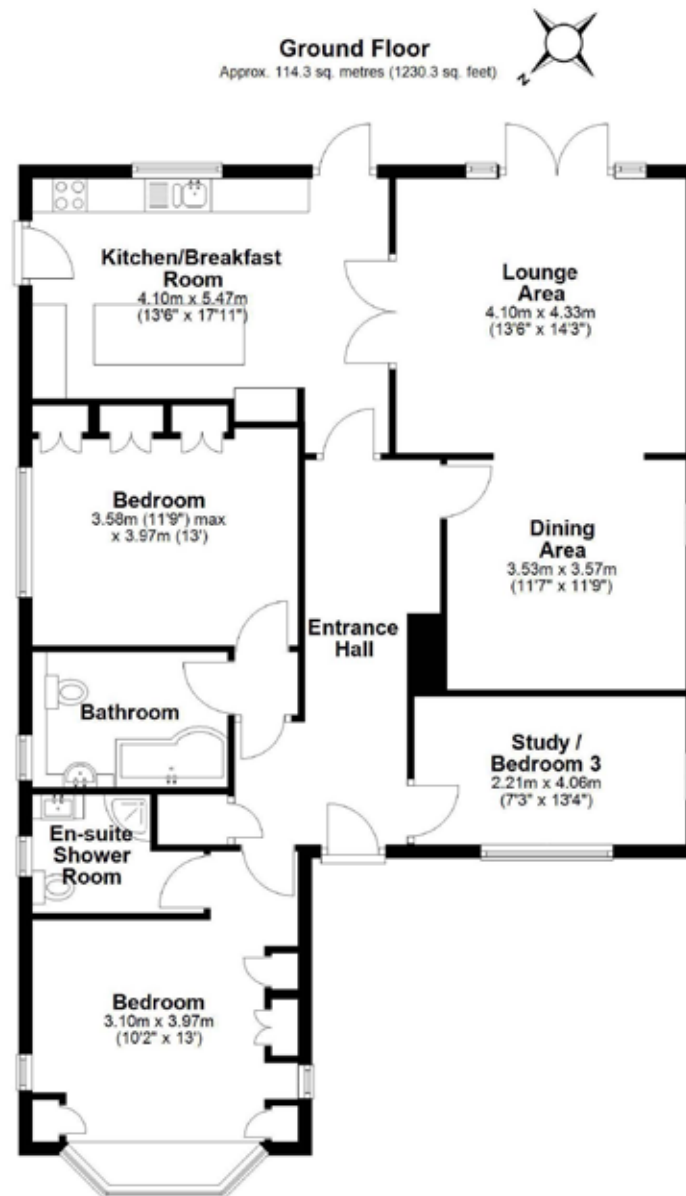 Ground Floor
Approx. 114.3 sq. metres (1230.3 sq. feet)
N
Kitchen/Breakfast
Room
4.10m x 5.47m
(13'6" x 17'11")
Lounge
Area
4.10m x 4.33m
(13'6" x 14'3")
Bedroom
3.58m (11'9") max
x 3.97m (13')
Dining
Area
3.53m x 3.57m
(11'7" x 11'9")
Entrance
Hall
Bathroom
Study /
Bedroom 3
2.21m x 4.06m
(7'3" x 13'4")
En-suite
Shower
Room
Bedroom
3.10m x 3.97m
(10'2" x 13')